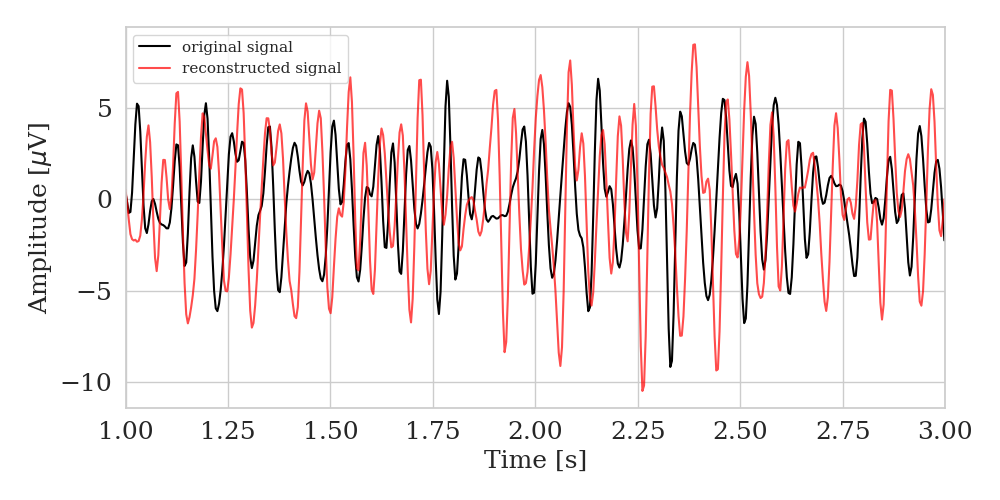 original signal
reconstructed signal
Amplitude [μV]
5
0
−5
−10
1.00 1.25 1.50 1.75 2.00 2.25 2.50 2.75 3.00
Time [s]